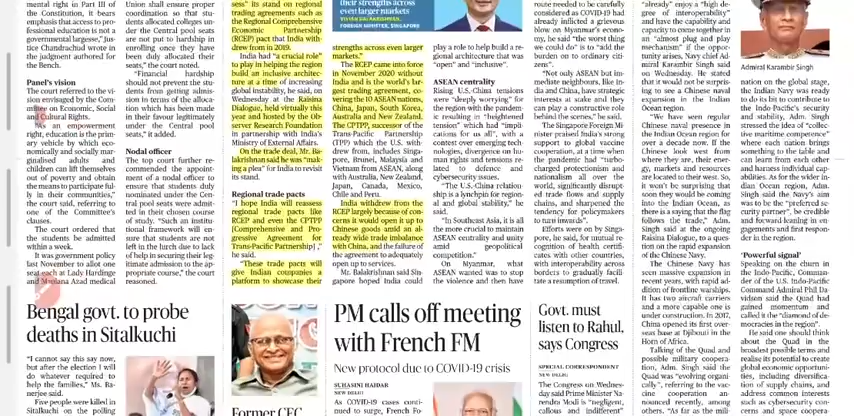 right in Part III of
the Constitution, it
bears emphasis that access to
professional education is not a
governmental largesse," Jus-
tice Chandrachud wrote in
the judgment authored for
the Bench.
Panel's vision
The court referred to the vi-
sion envisaged by the Com-
mittee on Economic, Social
and Cultural Rights.
"As an empowerment
right, education is the primary
vehicle by which eco-
nomically and socially mar-
ginalised adults and
children can lift themselves
out of poverty and obtain
the means to participate ful-
ly in their communities,"
the court said, referring
to one of the Committee's
clauses.
The court ordered that
the students be admitted
within a week.
It was government policy
last November to allot one
seat each at Lady Hardinge
and Maulana Azad medical
Union shall ensure proper
coordination so that stu-
dents allocated colleges un-
der the Central pool seats
are not put to hardship in
enrolling once they have
been duly allocated their
seats," the court noted.
"Financial hardship
should not prevent the stu-
dents from getting admis-
sion in terms of the alloca-
tion which has been made
in their favour legitimately
under the Central pool
seats," it added.
Nodal officer
The top court further re-
commended the appoint-
ment of a nodal officer to
ensure that students duly
nominated under the Cen-
tral pool seats were admit-
ted in their chosen course
of study. "Such an institu-
tional framework will en-
sure that students are not
left in the lurch due to lack
of help in securing their le-
gitimate admission to the ap-
propriate course," the court
reasoned.
sess" its stand on regional
trading agreements such as
the Regional Comprehensive
Economic Partnership
(RCEP) pact that India with-
drew from in 2019.
India had "a crucial role"
to play in helping the region
build an inclusive architec-
ture at a time of increasing
global instability, he said, on
Wednesday at the Raisina
Dialogue, held virtually this
year and hosted by the Ob-
server Research Foundation
in partnership with India's
Ministry of External Affairs.
On the trade deal, Mr. Ba-
lakrishnan said he was "mak-
ing a plea" for India to revisit
its stand.
Regional trade pacts
"I hope India will reassess
regional trade pacts like
RCEP and even the CPTPP
[Comprehensive and Pro-
gressive Agreement for
Trans-Pacific Partnership],"
he said.
"These trade pacts will
give Indian companies a
platform to showcase their
their strengths across
even larger markets
VIVIAN BALAKRISHNAN,
FOREIGN MINISTER, SINGAPORE
strengths across even larger
markets."
The RCEP came into force
in November 2020 without
India and is the world's lar-
gest trading agreement, co-
vering the 10 ASEAN nations,
China, Japan, South Korea,
Australia and New Zealand.
The CPTPP, successor of the
Trans-Pacific Partnership
(TPP) which the U.S. with-
drew from, includes Singa-
pore, Brunei, Malaysia and
Vietnam from ASEAN, along
with Australia, New Zealand,
Japan, Canada, Mexico,
Chile and Peru.
India withdrew from the
RCEP largely because of con-
cerns it would open it up to
Chinese goods amid an al-
ready wide trade imbalance
with China, and the failure of
the agreement to adequately
open up to services.
Mr. Balakrishnan said Sin-
gapore hoped India could
play a role to help build a re-
gional architecture that was
"open" and "inclusive".
ASEAN centrality
Rising U.S.-China tensions
were "deeply worrying" for
the region with the pandem-
ic resulting in "heightened
tension" which had "impli-
cations for us all", with a
contest over emerging tech-
nologies, divergence on hu-
man rights and tensions re-
lated to defence and
cybersecurity issues.
"The U.S.-China relation-
ship is a lynchpin for region-
al and global stability," he
said.
"In Southeast Asia, it is all
the more crucial to maintain
ASEAN centrality and unity
amid geopolitical
competition."
On Myanmar, what
ASEAN wanted was to stop
the violence and then have
route needed to be carefully
considered as COVID-19 had
already inflicted a grievous
blow on Myanmar's econo-
my, he said "the worst thing
we could do" is to "add the
burden on to ordinary citi-
zens".
"Not only ASEAN but im-
mediate neighbours, like In-
dia and China, have strategic
interests at stake and they
can play a constructive role
behind the scenes," he said.
The Singapore Foreign Mi-
nister praised India's strong
support to global vaccine
cooperation, at a time when
the pandemic had "turbo-
charged protectionism and
nationalism all over the
world, significantly disrupt-
ed trade flows and supply
chains, and sharpened the
tendency for policymakers
to turn inwards".
Efforts were on by Singa-
pore, he said, for mutual re-
cognition of health certifi-
cates with other countries,
with interoperability across
borders to gradually facili-
tate a resumption of travel.
"already" enjoy a "high de-
gree of interoperability"
and have the capability and
capacity to come together in
an "almost plug and play
mechanism" if the opportun-
ity arises, Navy chief Ad-
miral Karambir Singh said
on Wednesday. He stated
that it would not be surpris-
ing to see a Chinese naval
expansion in the Indian
Ocean region.
"We have seen regular
Chinese naval presence in
the Indian Ocean region for
over a decade now. If the
Chinese look west from
where they are, their ener-
gy, markets and resources
are located to their west. So
it won't be surprising that
soon they would be coming
into the Indian Ocean, as
there is a saying that the flag
follows the trade," Adm.
Singh said at the ongoing
Raisina Dialogue, to a ques-
tion on the rapid expansion
of the Chinese Navy.
The Chinese Navy has
seen massive expansion in
recent years, with rapid ad-
dition of frontline warships.
It has two aircraft carriers
and a more capable one is
under construction. In 2017,
China opened its first over-
seas base at Djibouti in the
Horn of Africa.
Talking of the Quad and
possible military coopera-
tion, Adm. Singh said the
Quad was "evolving organi-
cally", referring to the vac-
cine cooperation an-
nounced recently, among
others. "As far as the mili-
Admiral Karambir Singh
nation on the global stage,
the Indian Navy was ready
to do its bit to contribute to
the Indo-Pacific's security
and stability, Adm. Singh
stressed the idea of "collec-
tive maritime competence"
where each nation brings
something to the table and
can learn from each other
and harness individual cap-
abilities. As for the wider In-
dian Ocean region, Adm.
Singh said the Navy's aim
was to be the "preferred se-
curity partner", be credible
and forward leading in en-
gagements and first respon-
der in the region.
'Powerful signal'
Speaking on the churn in
the Indo-Pacific, Comman-
der of the U.S. Indo-Pacific
Command Admiral Phil Da-
vidson said the Quad had
gained momentum and
called it the "diamond of de-
mocracies in the region".
He said one should think
about the Quad in the
broadest possible terms and
realise its potential to create
global economic opportuni-
ties, including diversifica-
tion of supply chains, and
address common interests
such as cybersecurity con-
cerns and space coopera-
Bengal govt. to probe
deaths in Sitalkuchi
"I cannot say this say now,
but after the election I will
do whatever required to
help the families," Ms. Ba-
nerjee said.
Five people were killed in
Sitalkuchi on the polling
Former CEC
PM calls off meeting
with French FM
New protocol due to COVID-19 crisis
SUHASINI HAIDAR
NEW DELHI
As COVID-19 cases contin-
ued to surge, French Fo-
Govt. must
listen to Rahul,
says Congress
SPECIAL CORRESPONDENT
NEW DELHI
The Congress on Wednes-
day said Prime Minister Na-
rendra Modi is "negligent,
callous and indifferent"